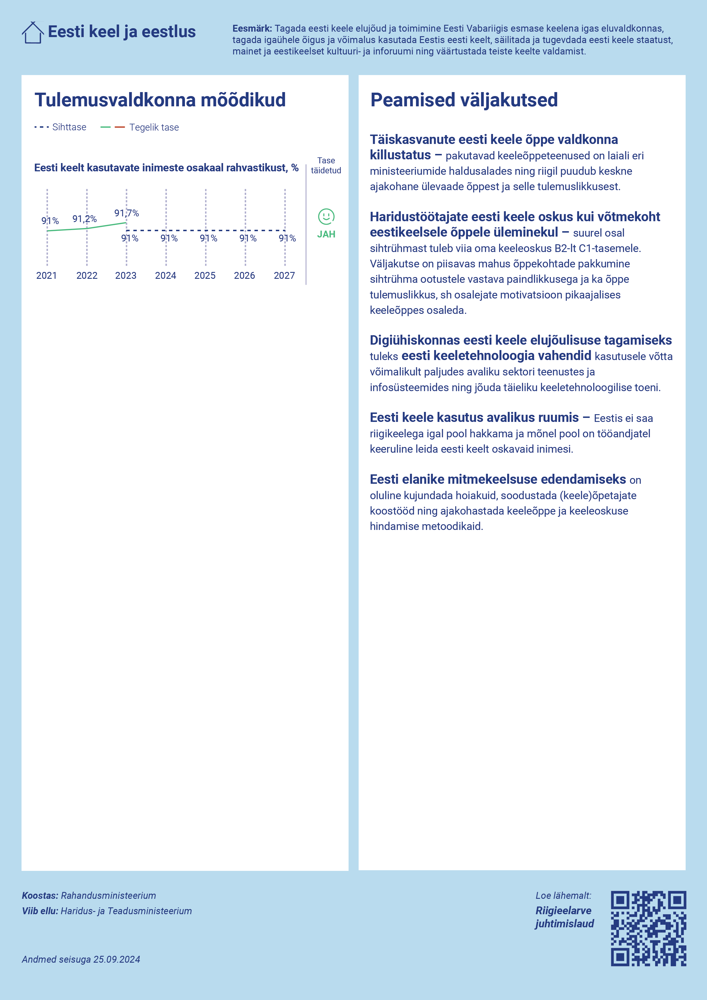 Eesti keel ja eestlus
Eesmärk: Tagada eesti keele elujõud ja toimimine Eesti Vabariigis esmase keelena igas eluvaldkonnas,
tagada igaühele õigus ja võimalus kasutada Eestis eesti keelt, säilitada ja tugevdada eesti keele staatust,
mainet ja eestikeelset kultuuri- ja inforuumi ning väärtustada teiste keelte valdamist.
Tulemusvaldkonna mõõdikud
Sihttase Tegelik tase
Eesti keelt kasutavate inimeste osakaal rahvastikust, %
Tase
täidetud
91% 91,2% 91,7%
91% 91% 91% 91% 91%
JAH
2021 2022 2023 2024 2025 2026 2027
Peamised väljakutsed
Täiskasvanute eesti keele õppe valdkonna
killustatus – pakutavad keeleõppeteenused on laiali eri
ministeeriumide haldusalades ning riigil puudub keskne
ajakohane ülevaade õppest ja selle tulemuslikkusest.
Haridustöötajate eesti keele oskus kui võtmekoht
eestikeelsele õppele üleminekul – suurel osal
sihtrühmast tuleb viia oma keeleoskus B2-lt C1-tasemele.
Väljakutse on piisavas mahus õppekohtade pakkumine
sihtrühma ootustele vastava paindlikkusega ja ka õppe
tulemuslikkus, sh osalejate motivatsioon pikaajalises
keeleõppes osaleda.
Digiühiskonnas eesti keele elujõulisuse tagamiseks
tuleks eesti keeletehnoloogia vahendid kasutusele võtta
võimalikult paljudes avaliku sektori teenustes ja
infosüsteemides ning jõuda täieliku keeletehnoloogilise toeni.
Eesti keele kasutus avalikus ruumis – Eestis ei saa
riigikeelega igal pool hakkama ja mõnel pool on tööandjatel
keeruline leida eesti keelt oskavaid inimesi.
Eesti elanike mitmekeelsuse edendamiseks on
oluline kujundada hoiakuid, soodustada (keele)õpetajate
koostööd ning ajakohastada keeleõppe ja keeleoskuse
hindamise metoodikaid.
Koostas: Rahandusministeerium
Viib ellu: Haridus- ja Teadusministeerium
Andmed seisuga 25.09.2024
Loe lähemalt:
Riigieelarve
juhtimislaud